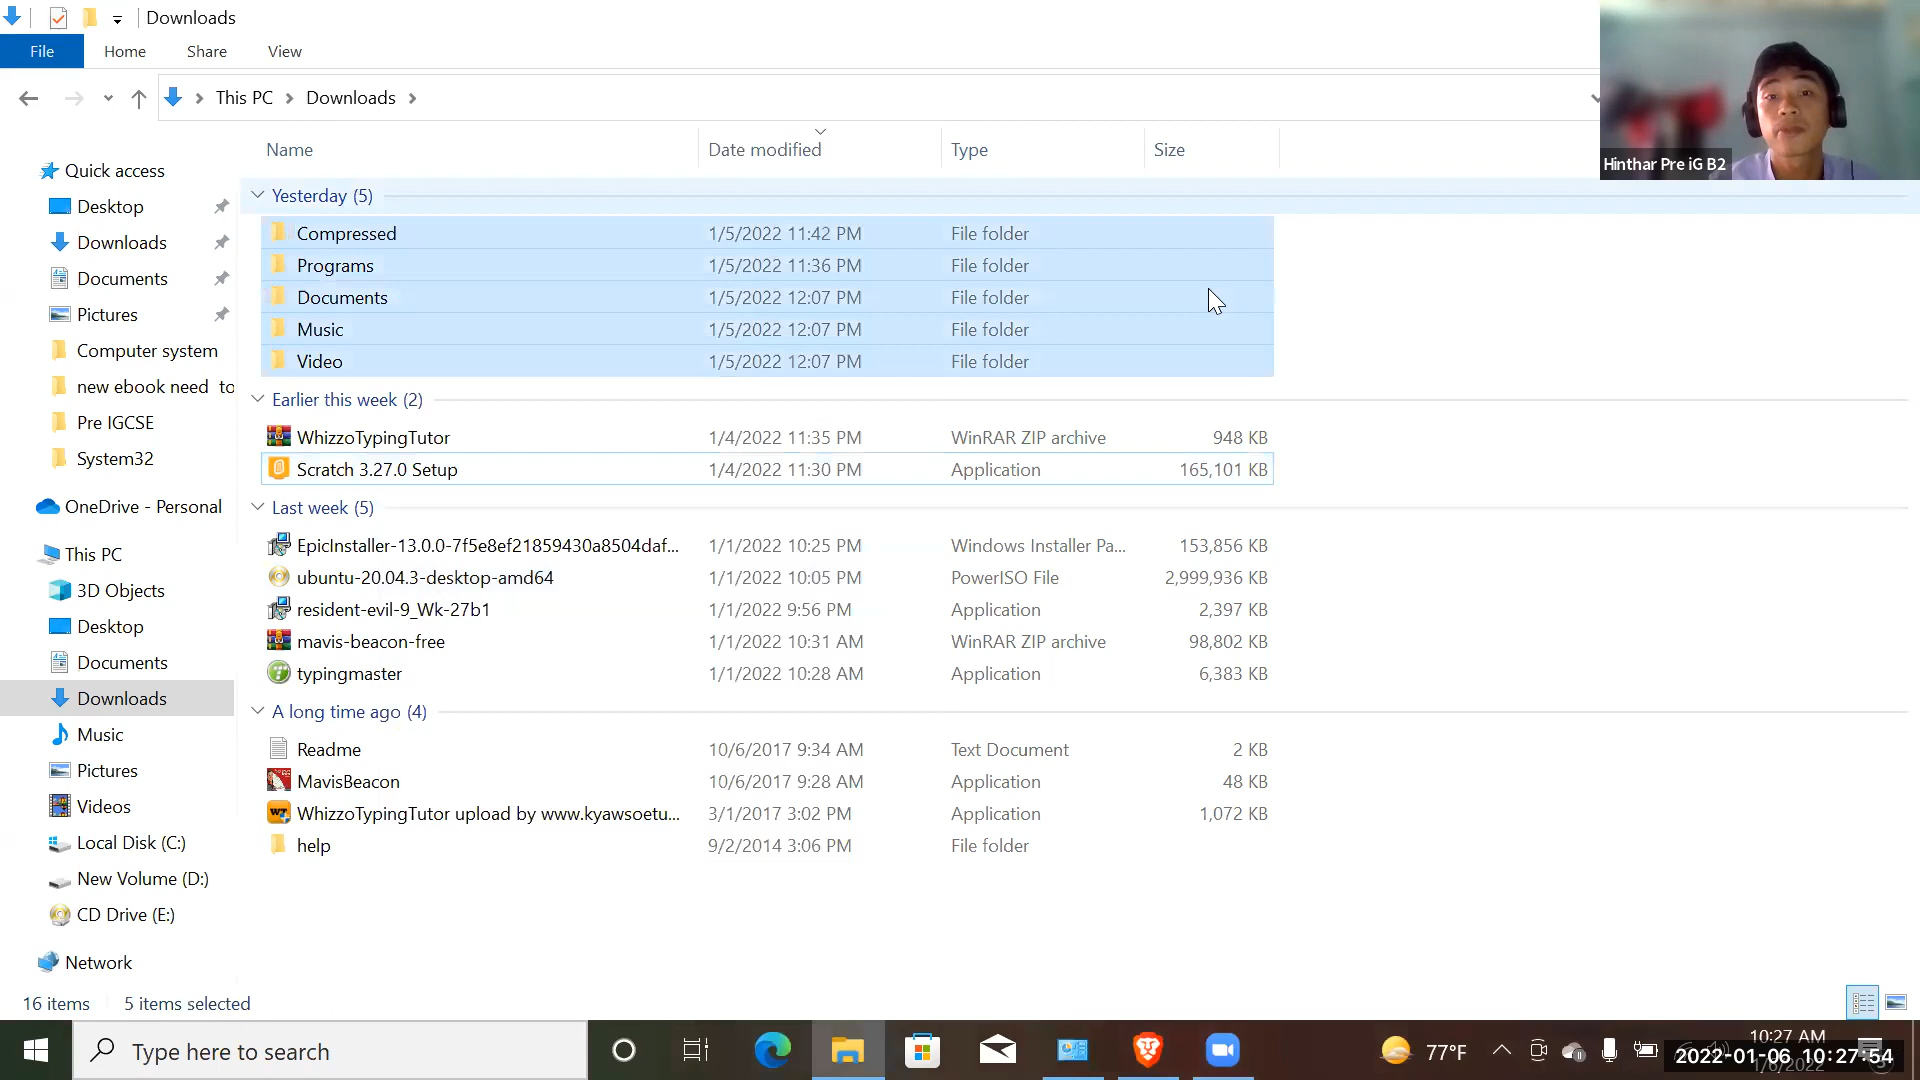 Downloads
File Home Share View
This PC Downloads
Hinthar Pre iG B2
Name Date modified Type Size
Quick access
Desktop
Downloads
Documents
Pictures
Computer system
new ebook need to
Pre IGCSE
System32
OneDrive - Personal
This PC
3D Objects
Desktop
Documents
Downloads
Music
Pictures
Videos
Local Disk (C:)
New Volume (D:)
CD Drive (E:)
Network
Yesterday (5)
Compressed 1/5/2022 11:42 PM File folder
Programs 1/5/2022 11:36 PM File folder
Documents 1/5/2022 12:07 PM File folder
Music 1/5/2022 12:07 PM File folder
Video 1/5/2022 12:07 PM File folder
Earlier this week (2)
WhizzoTypingTutor 1/4/2022 11:35 PM WinRAR ZIP archive 948 KB
Scratch 3.27.0 Setup 1/4/2022 11:30 PM Application 165,101 KB
Last week (5)
EpicInstaller-13.0.0-7f5e8ef21859430a8504daf... 1/1/2022 10:25 PM Windows Installer Pa... 153,856 KB
ubuntu-20.04.3-desktop-amd64 1/1/2022 10:05 PM PowerISO File 2,999,936 KB
resident-evil-9_Wk-27b1 1/1/2022 9:56 PM Application 2,397 KB
mavis-beacon-free 1/1/2022 10:31 AM WinRAR ZIP archive 98,802 KB
typingmaster 1/1/2022 10:28 AM Application 6,383 KB
A long time ago (4)
Readme 10/6/2017 9:34 AM Text Document 2 KB
MavisBeacon 10/6/2017 9:28 AM Application 48 KB
WhizzoTypingTutor upload by www.kyawsoetu... 3/1/2017 3:02 PM Application 1,072 KB
help 9/2/2014 3:06 PM File folder
16 items 5 items selected
Type here to search
77°F
10:27 AM
2022-01-06 10:27:54
1/6/2022